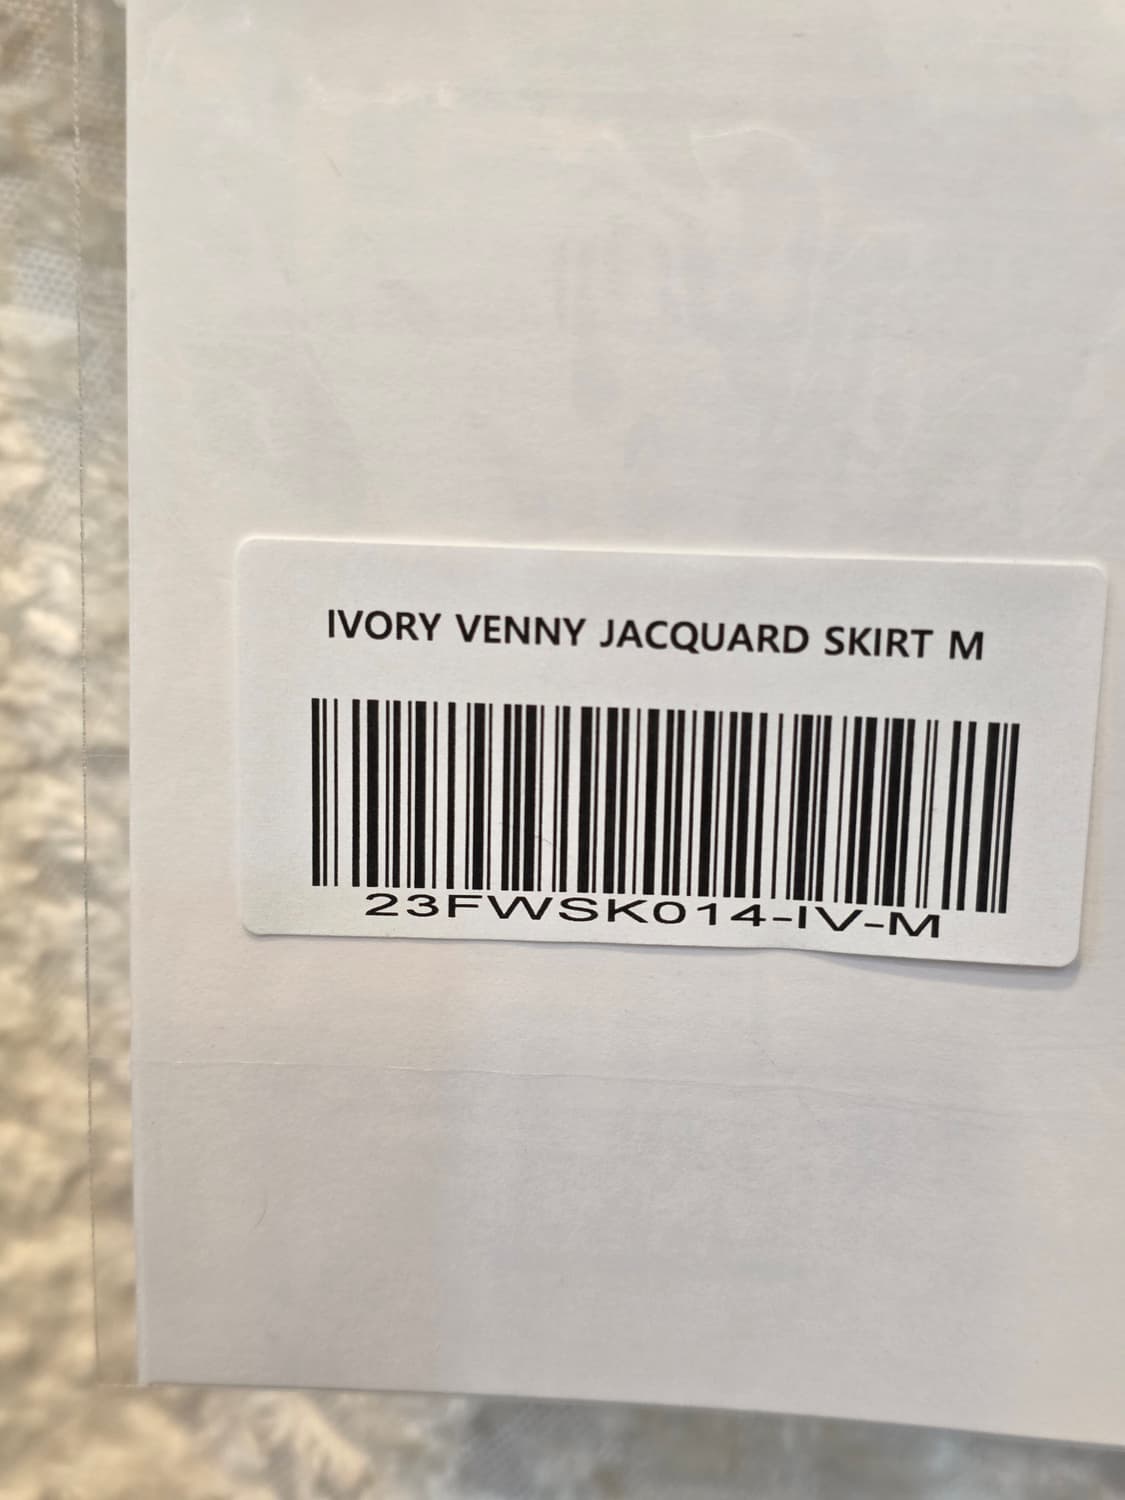 IVORY VENNY JACQUARD SKIRT M
23FWSK014-IV-M